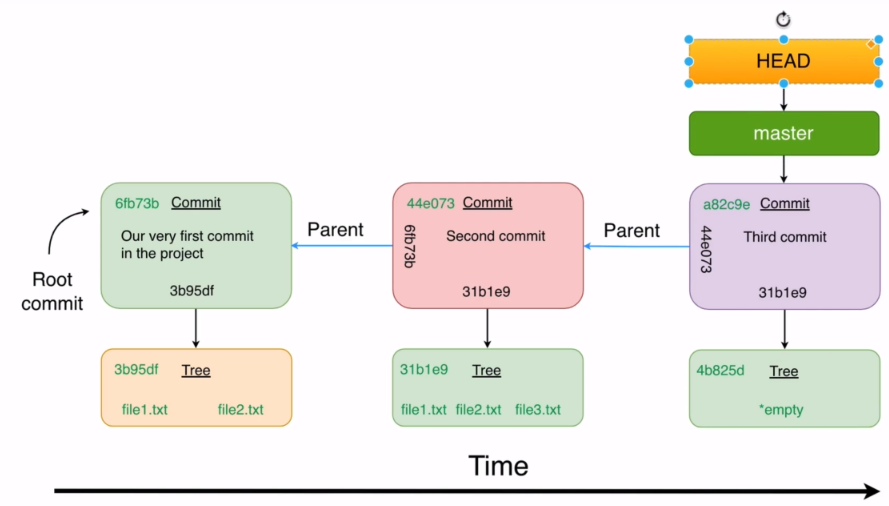 HEAD
master
6fb73b Commit
Our very first commit
in the project
3b95df
Parent
44e073 Commit
6fb73b
Second commit
31b1e9
Parent
a82c9e Commit
44e073
Third commit
31b1e9
Root
commit
3b95df Tree
file1.txt file2.txt
31b1e9 Tree
file1.txt file2.txt file3.txt
4b825d Tree
*empty
Time